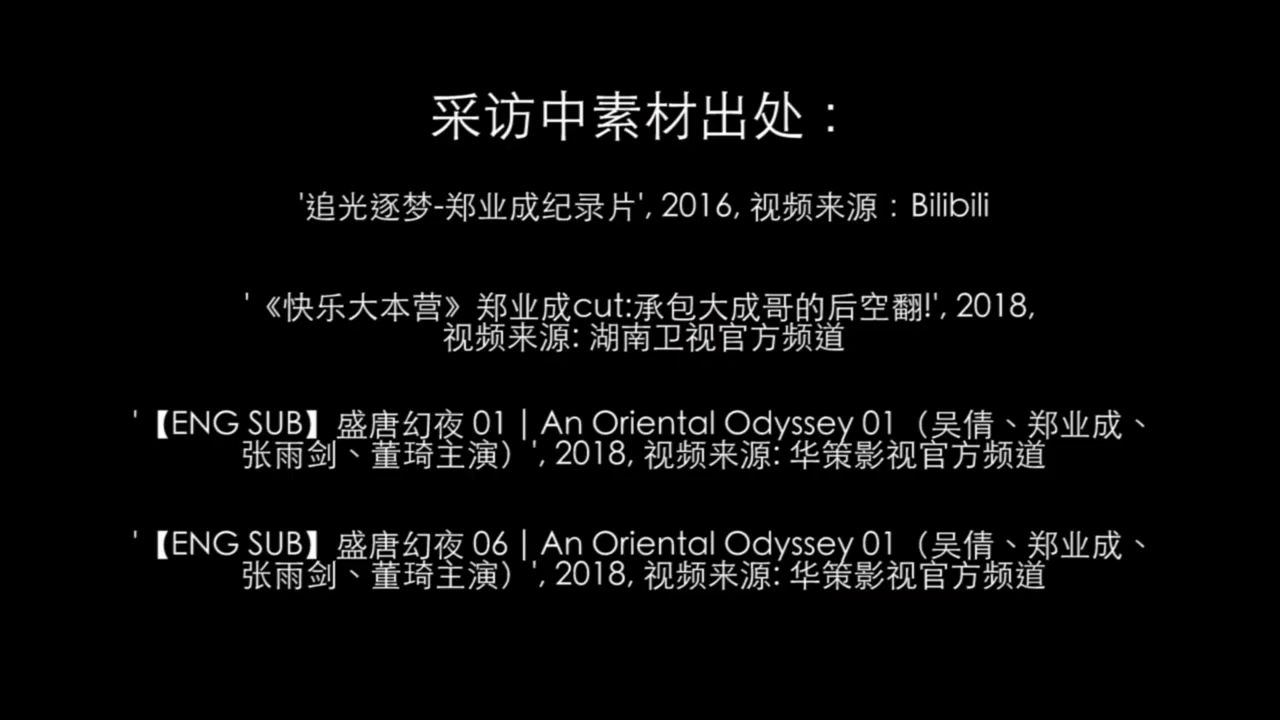 采访中素材出处：
'追光逐梦-郑业成纪录片', 2016, 视频来源：Bilibili
'《快乐大本营》郑业成cut:承包大成哥的后空翻!', 2018,
视频来源: 湖南卫视官方频道
'【ENG SUB】盛唐幻夜 01 | An Oriental Odyssey 01（吴倩、郑业成、
张雨剑、董琦主演）', 2018, 视频来源: 华策影视官方频道
'【ENG SUB】盛唐幻夜 06 | An Oriental Odyssey 01（吴倩、郑业成、
张雨剑、董琦主演）', 2018, 视频来源: 华策影视官方频道